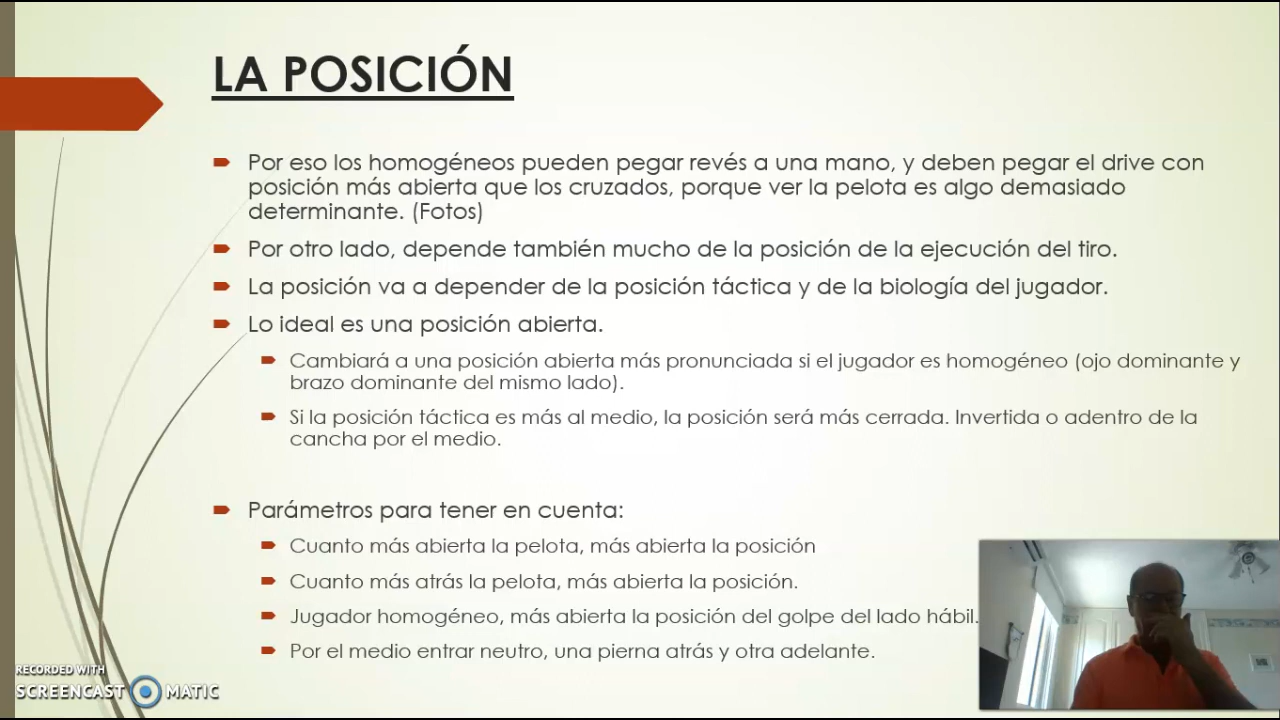 LA POSICIÓN
Por eso los homogéneos pueden pegar revés a una mano, y deben pegar el drive con
posición más abierta que los cruzados, porque ver la pelota es algo demasiado
determinante. (Fotos)
Por otro lado, depende también mucho de la posición de la ejecución del tiro.
La posición va a depender de la posición táctica y de la biología del jugador.
Lo ideal es una posición abierta.
Cambiará a una posición abierta más pronunciada si el jugador es homogéneo (ojo dominante y
brazo dominante del mismo lado).
Si la posición táctica es más al medio, la posición será más cerrada. Invertida o adentro de la
cancha por el medio.
Parámetros para tener en cuenta:
Cuanto más abierta la pelota, más abierta la posición
Cuanto más atrás la pelota, más abierta la posición.
Jugador homogéneo, más abierta la posición del golpe del lado hábil.
Por el medio entrar neutro, una pierna atrás y otra adelante.
RECORDED WITH
SCREENCAST MATIC